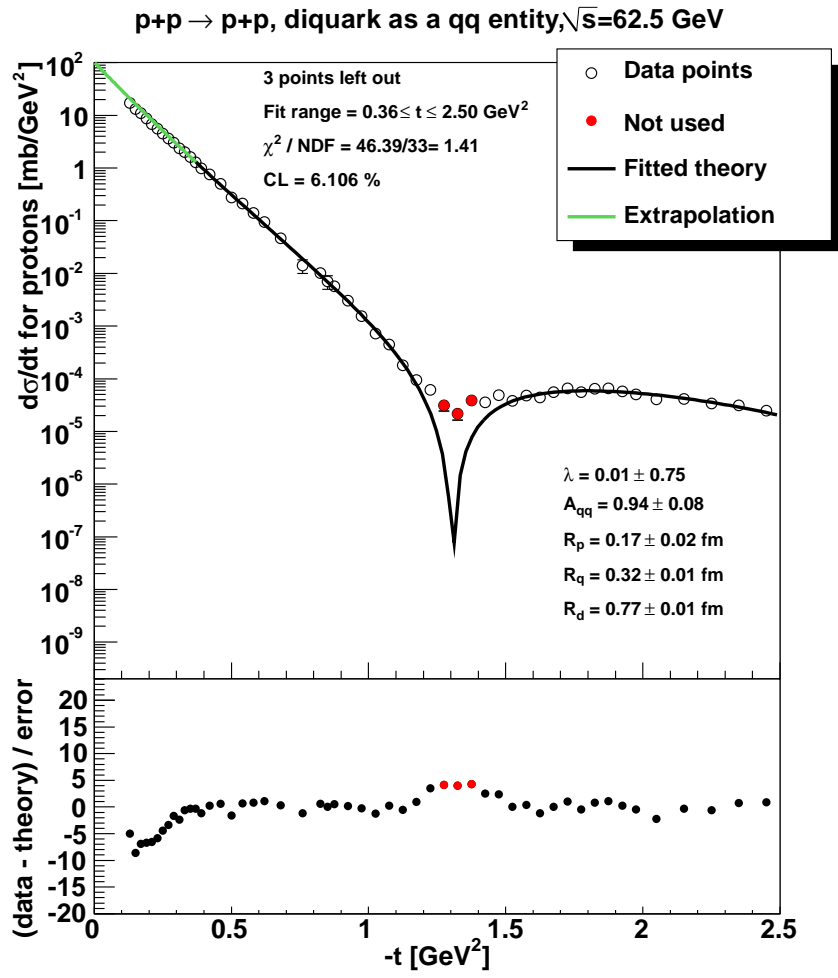 p+p → p+p, diquark as a qq entity,√s=62.5 GeV
dσ/dt for protons [mb/GeV²]
10²
10
1
10⁻¹
10⁻²
10⁻³
10⁻⁴
10⁻⁵
10⁻⁶
10⁻⁷
10⁻⁸
10⁻⁹
3 points left out
Fit range = 0.36≤ t ≤ 2.50 GeV²
χ² / NDF = 46.39/33= 1.41
CL = 6.106 %
Data points
Not used
Fitted theory
Extrapolation
λ = 0.01 ± 0.75
A_qq = 0.94 ± 0.08
R_p = 0.17 ± 0.02 fm
R_q = 0.32 ± 0.01 fm
R_d = 0.77 ± 0.01 fm
(data - theory) / error
20
15
10
5
0
-5
-10
-15
-20
0 0.5 1 1.5 2 2.5
-t [GeV²]